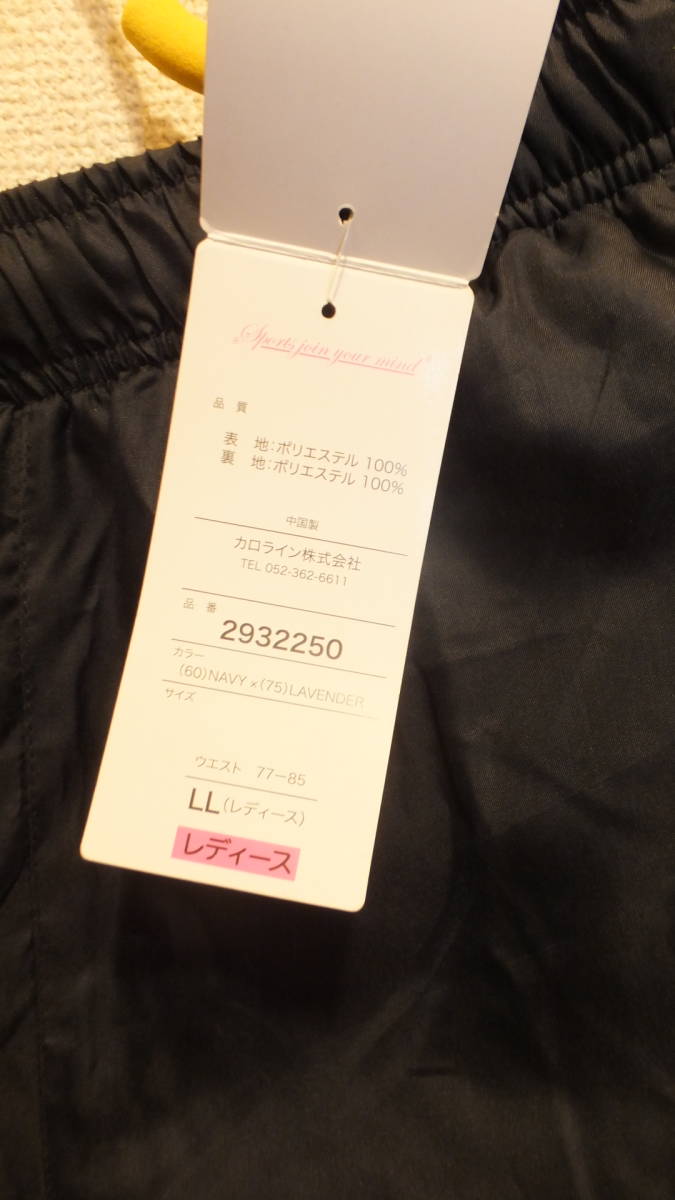 Sports join your mind
品 質
表 地:ポリエステル 100%
裏 地:ポリエステル 100%
中国製
カロライン株式会社
TEL 052-362-6611
品 番
2932250
カラー
(60)NAVY×(75)LAVENDER
サイズ
ウエスト 77-85
LL(レディース)
レディース